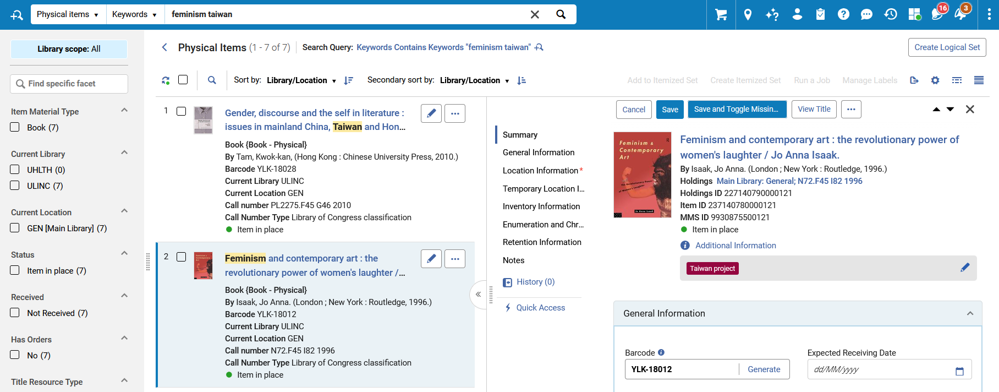 Physical items
Keywords
feminism taiwan
16
3
Library scope: All
Find specific facet
Item Material Type
Book (7)
Current Library
UHLTH (0)
ULINC (7)
Current Location
GEN [Main Library] (7)
Status
Item in place (7)
Received
Not Received (7)
Has Orders
No (7)
Title Resource Type
Physical Items (1 - 7 of 7)
Search Query: Keywords Contains Keywords "feminism taiwan"
Create Logical Set
Sort by: Library/Location
Secondary sort by: Library/Location
Add to Itemized Set
Create Itemized Set
Run a Job
Manage Labels
1
Gender, discourse and the self in literature :
issues in mainland China, Taiwan and Hon...
Book {Book - Physical}
By Tam, Kwok-kan, (Hong Kong : Chinese University Press, 2010.)
Barcode YLK-18028
Current Library ULINC
Current Location GEN
Call number PL2275.F45 G46 2010
Call Number Type Library of Congress classification
Item in place
2
Feminism and contemporary art : the
revolutionary power of women's laughter /...
Book {Book - Physical}
By Isaak, Jo Anna. (London ; New York : Routledge, 1996.)
Barcode YLK-18012
Current Library ULINC
Current Location GEN
Call number N72.F45 I82 1996
Call Number Type Library of Congress classification
Item in place
Cancel
Save
Save and Toggle Missin...
View Title
Summary
General Information
Location Information*
Temporary Location I...
Inventory Information
Enumeration and Chr...
Retention Information
Notes
History (0)
Quick Access
Feminism &
Contemporary
Art
The Revolutionary Power
of Women's Laughter
Jo Anna Isaak
Feminism and contemporary art : the revolutionary power of
women's laughter / Jo Anna Isaak.
By Isaak, Jo Anna. (London ; New York : Routledge, 1996.)
Holdings Main Library: General; N72.F45 I82 1996
Holdings ID 227140790000121
Item ID 237140780000121
MMS ID 9930875500121
Item in place
Additional Information
Taiwan project
General Information
Barcode
YLK-18012
Generate
Expected Receiving Date
dd/MM/yyyy